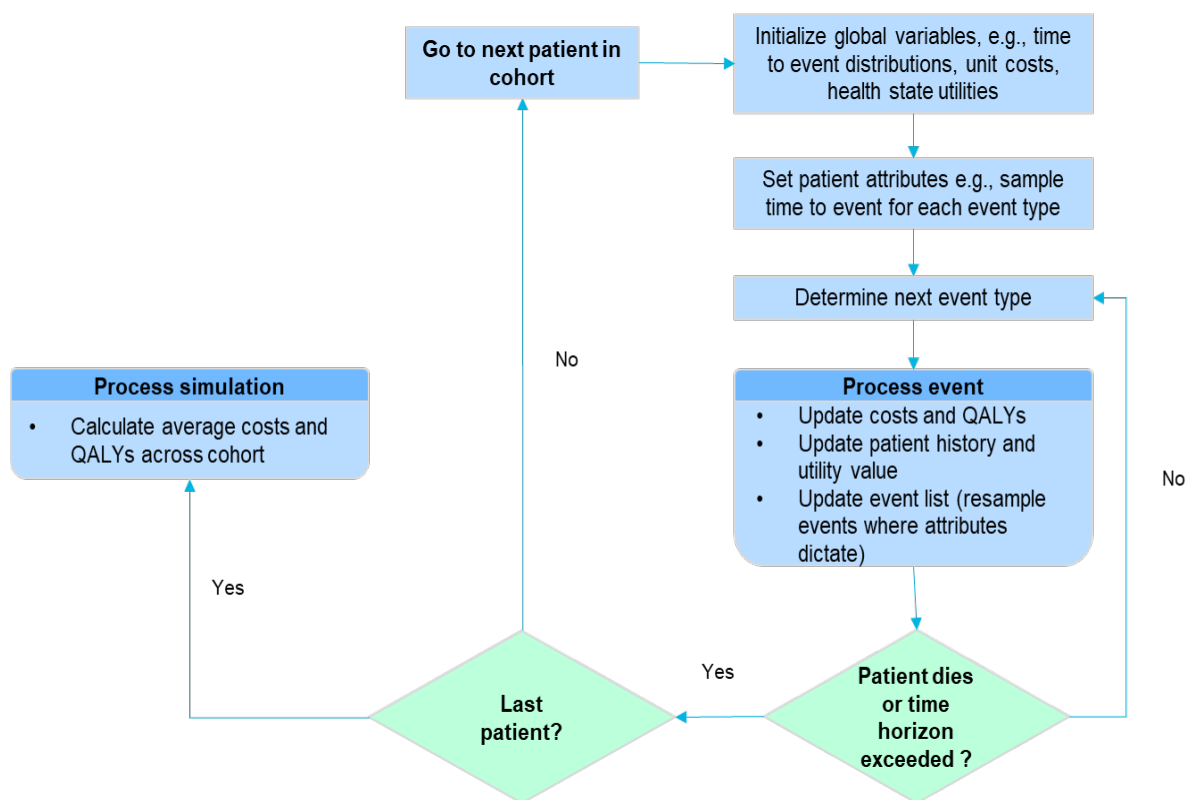 Go to next patient in
cohort
Initialize global variables, e.g., time
to event distributions, unit costs,
health state utilities
Set patient attributes e.g., sample
time to event for each event type
Determine next event type
No
Process simulation
• Calculate average costs and
QALYs across cohort
Process event
• Update costs and QALYs
• Update patient history and
utility value
• Update event list (resample
events where attributes
dictate)
No
Yes
Yes
Last
patient?
Patient dies
or time
horizon
exceeded ?